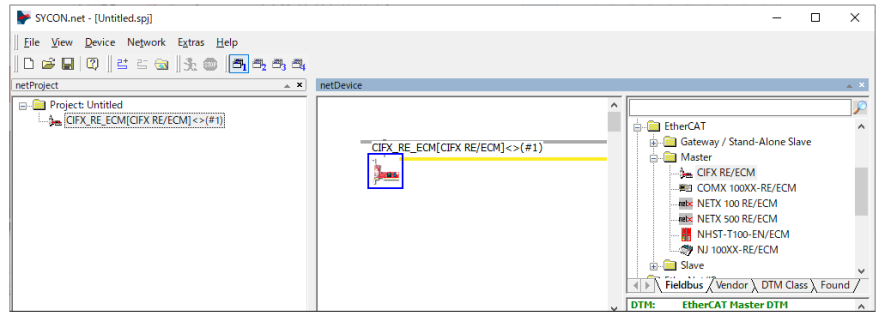 SYCON.net - [Untitled.spj]
File View Device Network Extras Help
netProject
netDevice
Project: Untitled
CIFX_RE_ECM[CIFX RE/ECM]<>(#1)
CIFX_RE_ECM[CIFX RE/ECM]<>(#1)
EtherCAT
Gateway / Stand-Alone Slave
Master
CIFX RE/ECM
COMX 100XX-RE/ECM
NETX 100 RE/ECM
NETX 500 RE/ECM
NHST-T100-EN/ECM
NJ 100XX-RE/ECM
Slave
Fieldbus Vendor DTM Class Found
DTM: EtherCAT Master DTM